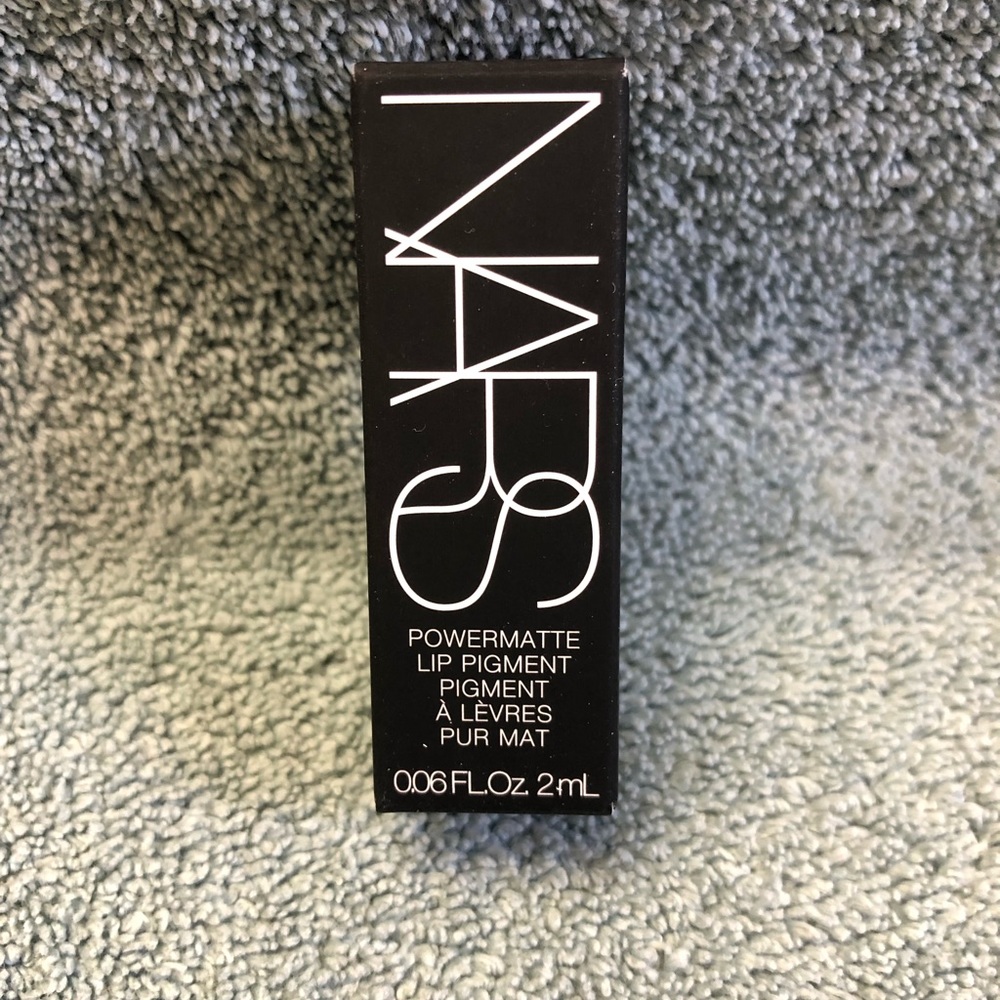 NARS
POWERMATTE
LIP PIGMENT
PIGMENT
À LÈVRES
PUR MAT
0.06 FL.Oz. 2 mL